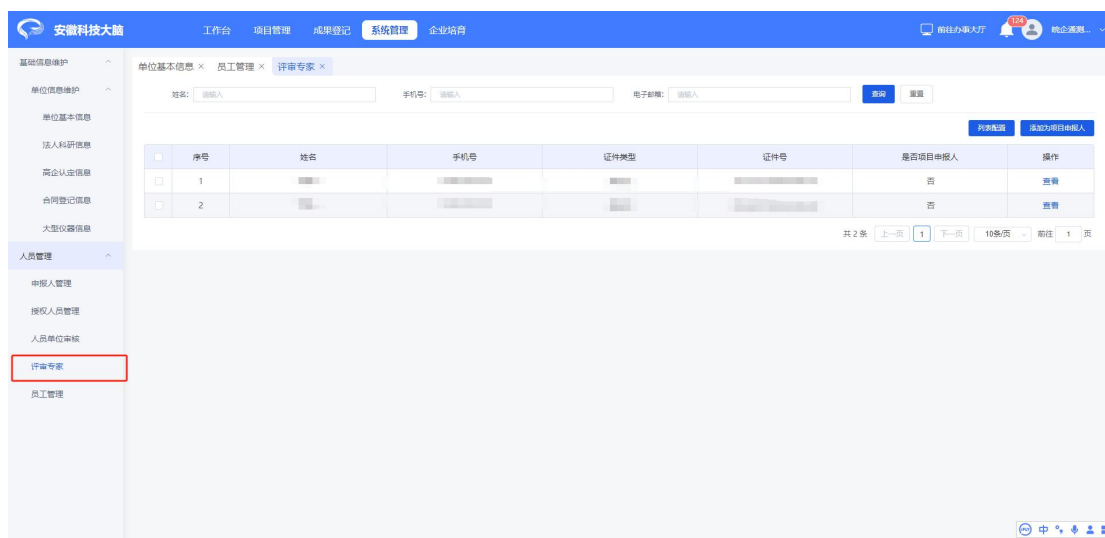 安徽科技大脑 工作台 项目管理 成果登记 系统管理 企业培育 前往办事大厅 124 皖企通测...
基础信息维护
单位信息维护
单位基本信息
法人科研信息
高企认定信息
合同登记信息
大型仪器信息
人员管理
申报人管理
授权人员管理
人员单位审核
评审专家
员工管理
单位基本信息 × 员工管理 × 评审专家 ×
姓名: 请输入 手机号: 请输入 电子邮箱: 请输入 查询 重置
列表配置 添加为项目申报人
序号 姓名 手机号 证件类型 证件号 是否项目申报人 操作
1 否 查看
2 否 查看
共 2 条 上一页 1 下一页 10条/页 前往 1 页
中